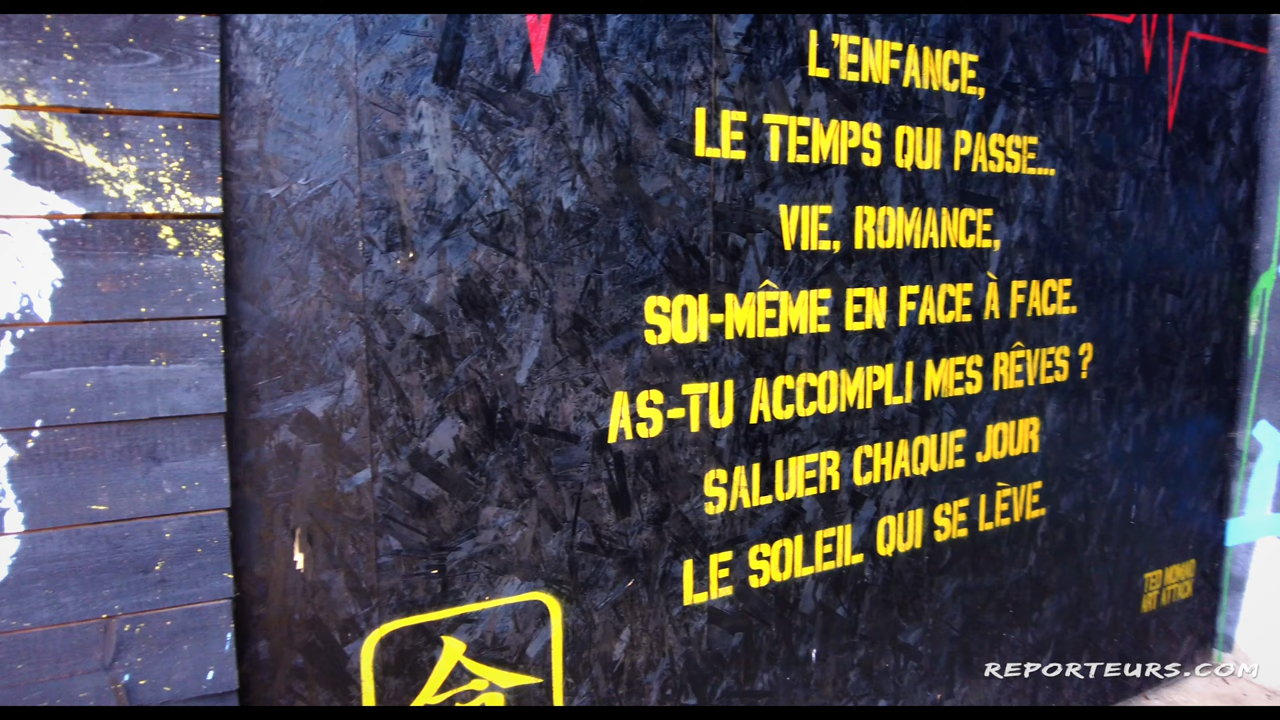 L'ENFANCE,
LE TEMPS QUI PASSE...
VIE, ROMANCE,
SOI-MÊME EN FACE À FACE.
AS-TU ACCOMPLI MES RÊVES ?
SALUER CHAQUE JOUR
LE SOLEIL QUI SE LÈVE.
TED NOMAD
ART ATTACK
REPORTEURS.COM